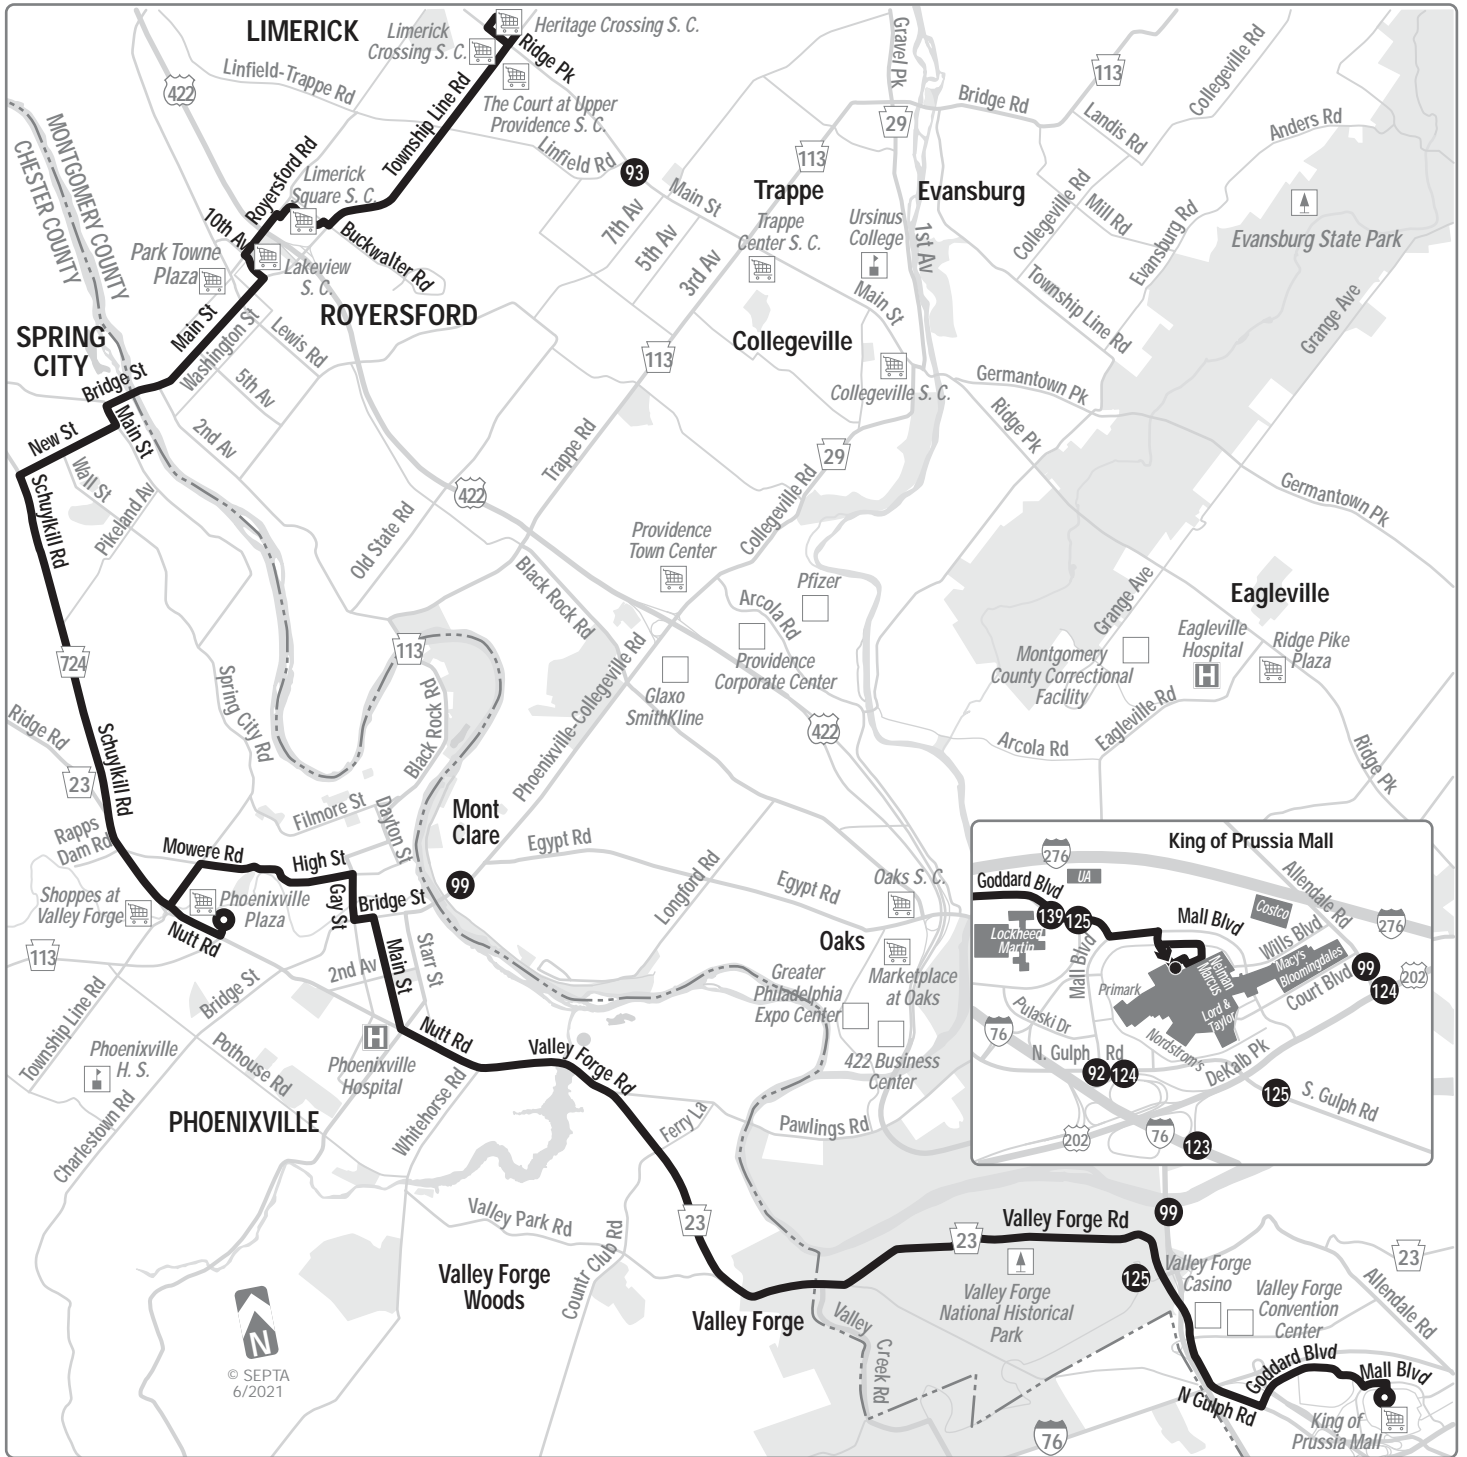 LIMERICK
Limerick
Crossing S. C.
Heritage Crossing S. C.
Ridge Pk
Linfield-Trappe Rd
422
Township Line Rd
The Court at Upper
Providence S. C.
Gravel Pk
29
Bridge Rd
113
Collegeville Rd
Landis Rd
Anders Rd
MONTGOMERY COUNTY
CHESTER COUNTY
Royersford Rd
Limerick
Square S. C.
10th Av
Park Towne
Plaza
Lakeview
S. C.
Buckwalter Rd
ROYERSFORD
Linfield Rd
93
Main St
7th Av
5th Av
3rd Av
113
Trappe
Trappe
Center S. C.
Ursinus
College
Main St
Evansburg
1st Av
Collegeville Rd
Mill Rd
Evansburg Rd
Township Line Rd
Evansburg State Park
Grange Ave
SPRING
CITY
Main St
Washington St
Lewis Rd
5th Av
2nd Av
Bridge St
Main St
New St
Wall St
Pikeland Av
Schuylkill Rd
113
Collegeville
Collegeville S. C.
Germantown Pk
Ridge Pk
Germantown Pk
Trappe Rd
29
Collegeville Rd
422
Old State Rd
Black Rock Rd
Providence
Town Center
Pfizer
Arcola Rd
Providence
Corporate Center
Glaxo
SmithKline
Phoenixville-Collegeville Rd
422
Grange Ave
Eagleville
Eagleville
Hospital
H
Ridge Pike
Plaza
Montgomery
County Correctional
Facility
Eagleville Rd
Arcola Rd
Ridge Pk
724
Ridge Rd
23
Schuylkill Rd
Rapps
Dam Rd
Spring City Rd
113
Black Rock Rd
Filmore St
Dayton St
Mont
Clare
Egypt Rd
99
Longford Rd
Egypt Rd
Oaks S. C.
Oaks
Marketplace
at Oaks
Greater
Philadelphia
Expo Center
422 Business
Center
Mowere Rd
High St
Gay St
Bridge St
Shoppes at
Valley Forge
Phoenixville
Plaza
Nutt Rd
113
Main St
Starr St
2nd Av
Bridge St
Township Line Rd
Phoenixville
H. S.
Pothouse Rd
Charlestown Rd
H
Phoenixville
Hospital
PHOENIXVILLE
Nutt Rd
Whitehorse Rd
Valley Forge Rd
Ferry La
Pawlings Rd
King of Prussia Mall
276
Goddard Blvd
UA
139
125
Lockheed
Martin
Mall Blvd
Mall Blvd
Costco
Allendale Rd
276
Wills Blvd
Macy's
Bloomingdales
Neiman
Marcus
Primark
Lord &
Taylor
Nordstrom's
Court Blvd
99
124
202
Pulaski Dr
76
N. Gulph Rd
92
124
DeKalb Pk
125
S. Gulph Rd
202
76
123
Valley Park Rd
Countr Club Rd
23
Valley Forge
Woods
Valley Forge
Valley
Creek Rd
23
Valley Forge Rd
99
125
Valley Forge
National Historical
Park
Valley Forge
Casino
Valley Forge
Convention
Center
23
Allendale Rd
Goddard Blvd
Mall Blvd
N Gulph Rd
King of
Prussia Mall
76
N
© SEPTA
6/2021